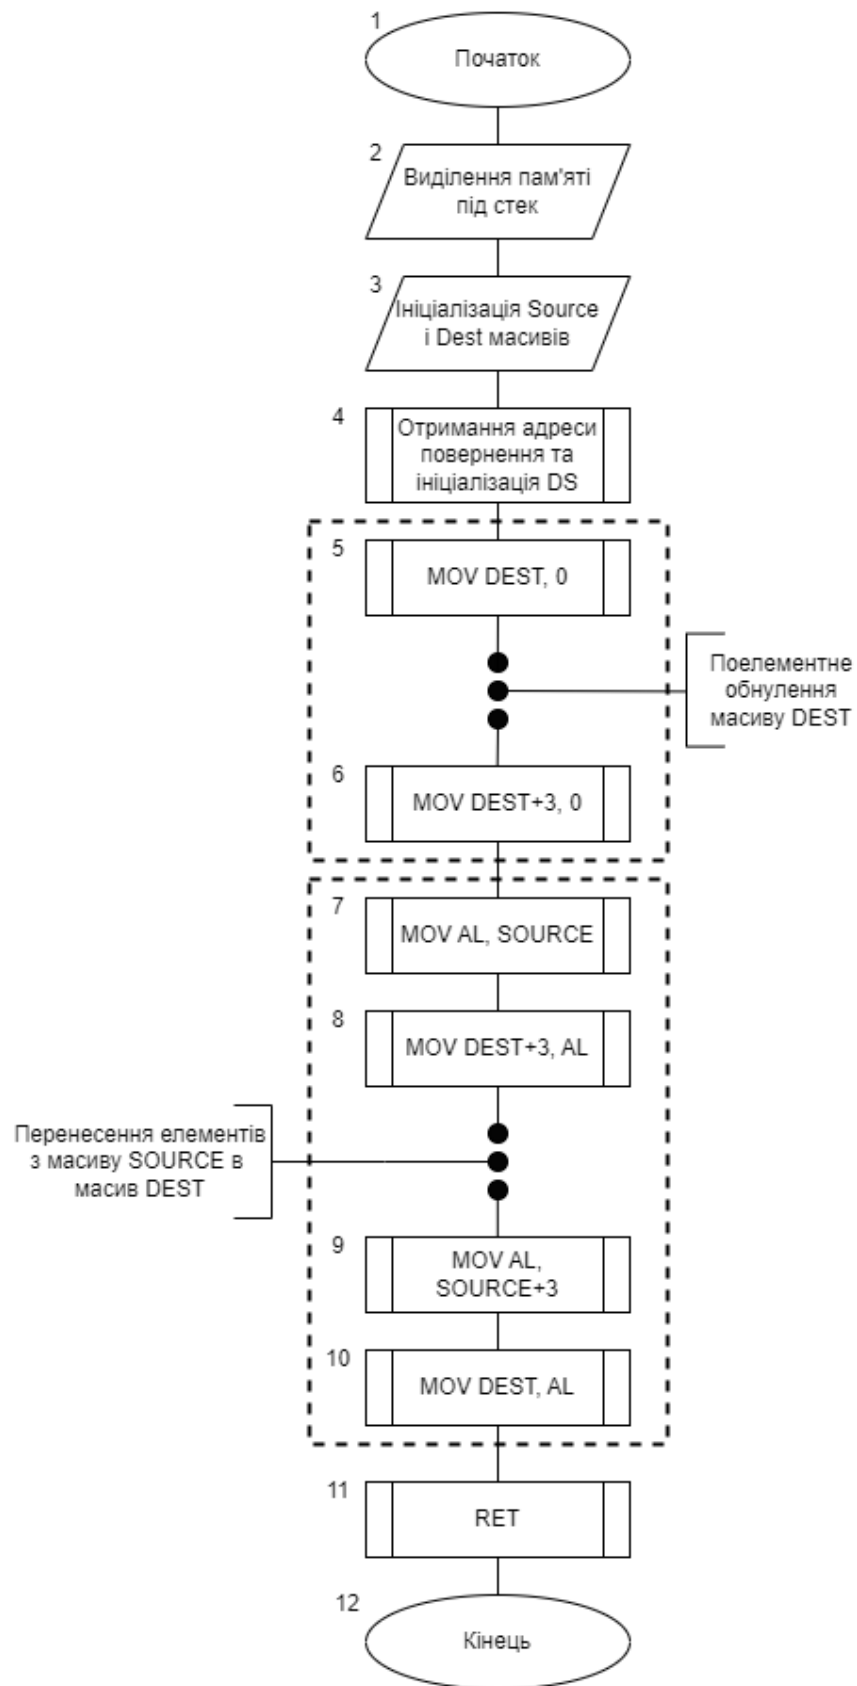 1
Початок
2
Виділення пам'яті
під стек
3
Ініціалізація Source
і Dest масивів
4
Отримання адреси
повернення та
ініціалізація DS
5
MOV DEST, 0
Поелементне
обнулення
масиву DEST
6
MOV DEST+3, 0
7
MOV AL, SOURCE
8
MOV DEST+3, AL
Перенесення елементів
з масиву SOURCE в
масив DEST
9
MOV AL,
SOURCE+3
10
MOV DEST, AL
11
RET
12
Кінець